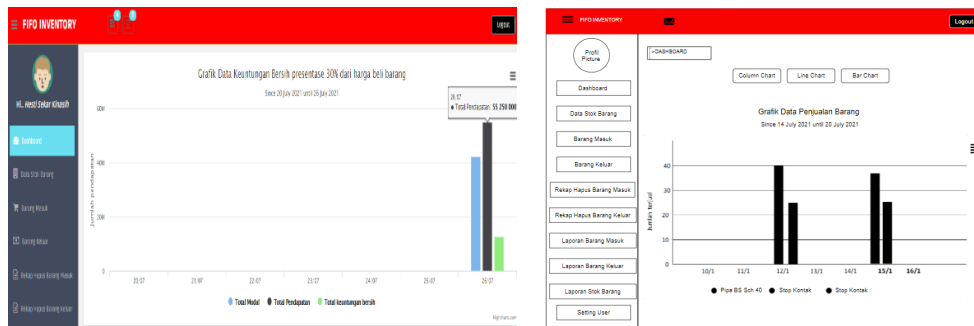 FIFO INVENTORY
Logout
Hi.. Hesti Sekar Kinasih
Dashboard
Data Stok Barang
Barang Masuk
Barang Keluar
Rekap Hapus Barang Masuk
Rekap Hapus Barang Keluar
Grafik Data Keuntungan Bersih presentase 30% dari harga beli barang
Since 20 July 2021 until 26 July 2021
26/07
Total Pendapatan: 55 250 000
Jumlah pendapatan
60M
40M
20M
0
20/07 21/07 22/07 23/07 24/07 25/07 26/07
Total Modal Total Pendapatan Total keuntungan bersih
Highcharts.com
FIFO INVENTORY
Logout
Profil
Picture
Dashboard
Data Stok Barang
Barang Masuk
Barang Keluar
Rekap Hapus Barang Masuk
Rekap Hapus Barang Keluar
Laporan Barang Masuk
Laporan Barang Keluar
Laporan Stok Barang
Setting User
»DASHBOARD
Column Chart Line Chart Bar Chart
Grafik Data Penjualan Barang
Since 14 July 2021 until 20 July 2021
Jumlah terjual
40
30
20
10
10/1 11/1 12/1 13/1 14/1 15/1 16/1
Pipa BS Sch 40 Stop Kontak Stop Kontak